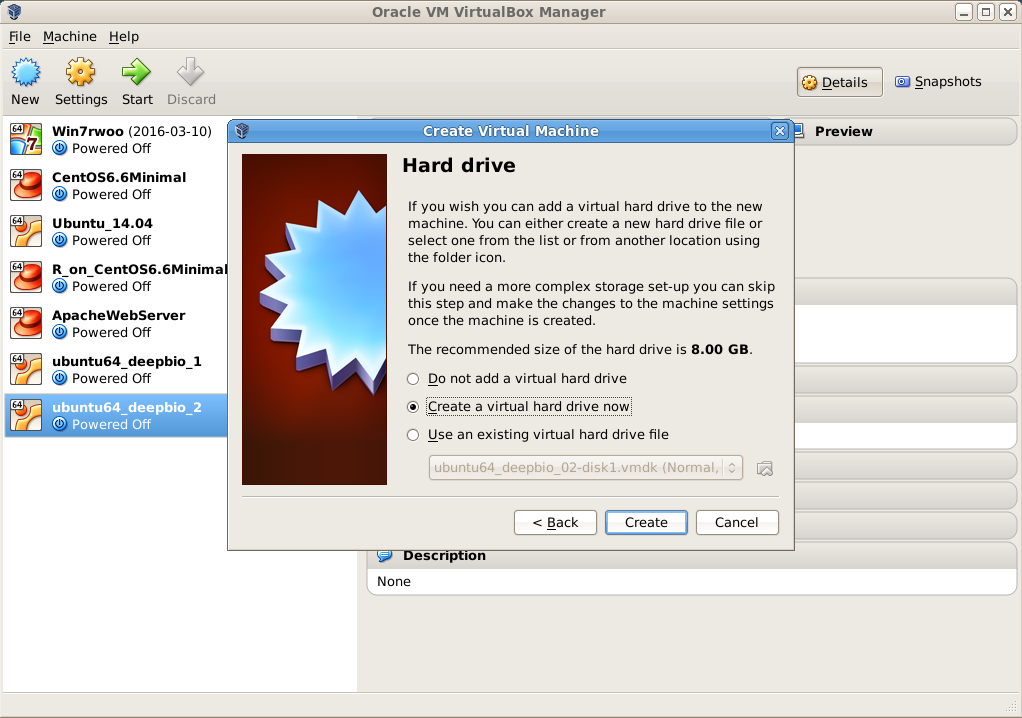 Oracle VM VirtualBox Manager
File Machine Help
New Settings Start Discard
Details Snapshots
64 Win7rwoo (2016-03-10)
Powered Off
64 CentOS6.6Minimal
Powered Off
64 Ubuntu_14.04
Powered Off
64 R_on_CentOS6.6Minimal
Powered Off
64 ApacheWebServer
Powered Off
64 ubuntu64_deepbio_1
Powered Off
64 ubuntu64_deepbio_2
Powered Off
Preview
Create Virtual Machine
Hard drive
If you wish you can add a virtual hard drive to the new
machine. You can either create a new hard drive file or
select one from the list or from another location using
the folder icon.
If you need a more complex storage set-up you can skip
this step and make the changes to the machine settings
once the machine is created.
The recommended size of the hard drive is 8.00 GB.
Do not add a virtual hard drive
Create a virtual hard drive now
Use an existing virtual hard drive file
ubuntu64_deepbio_02-disk1.vmdk (Normal,
< Back Create Cancel
Description
None